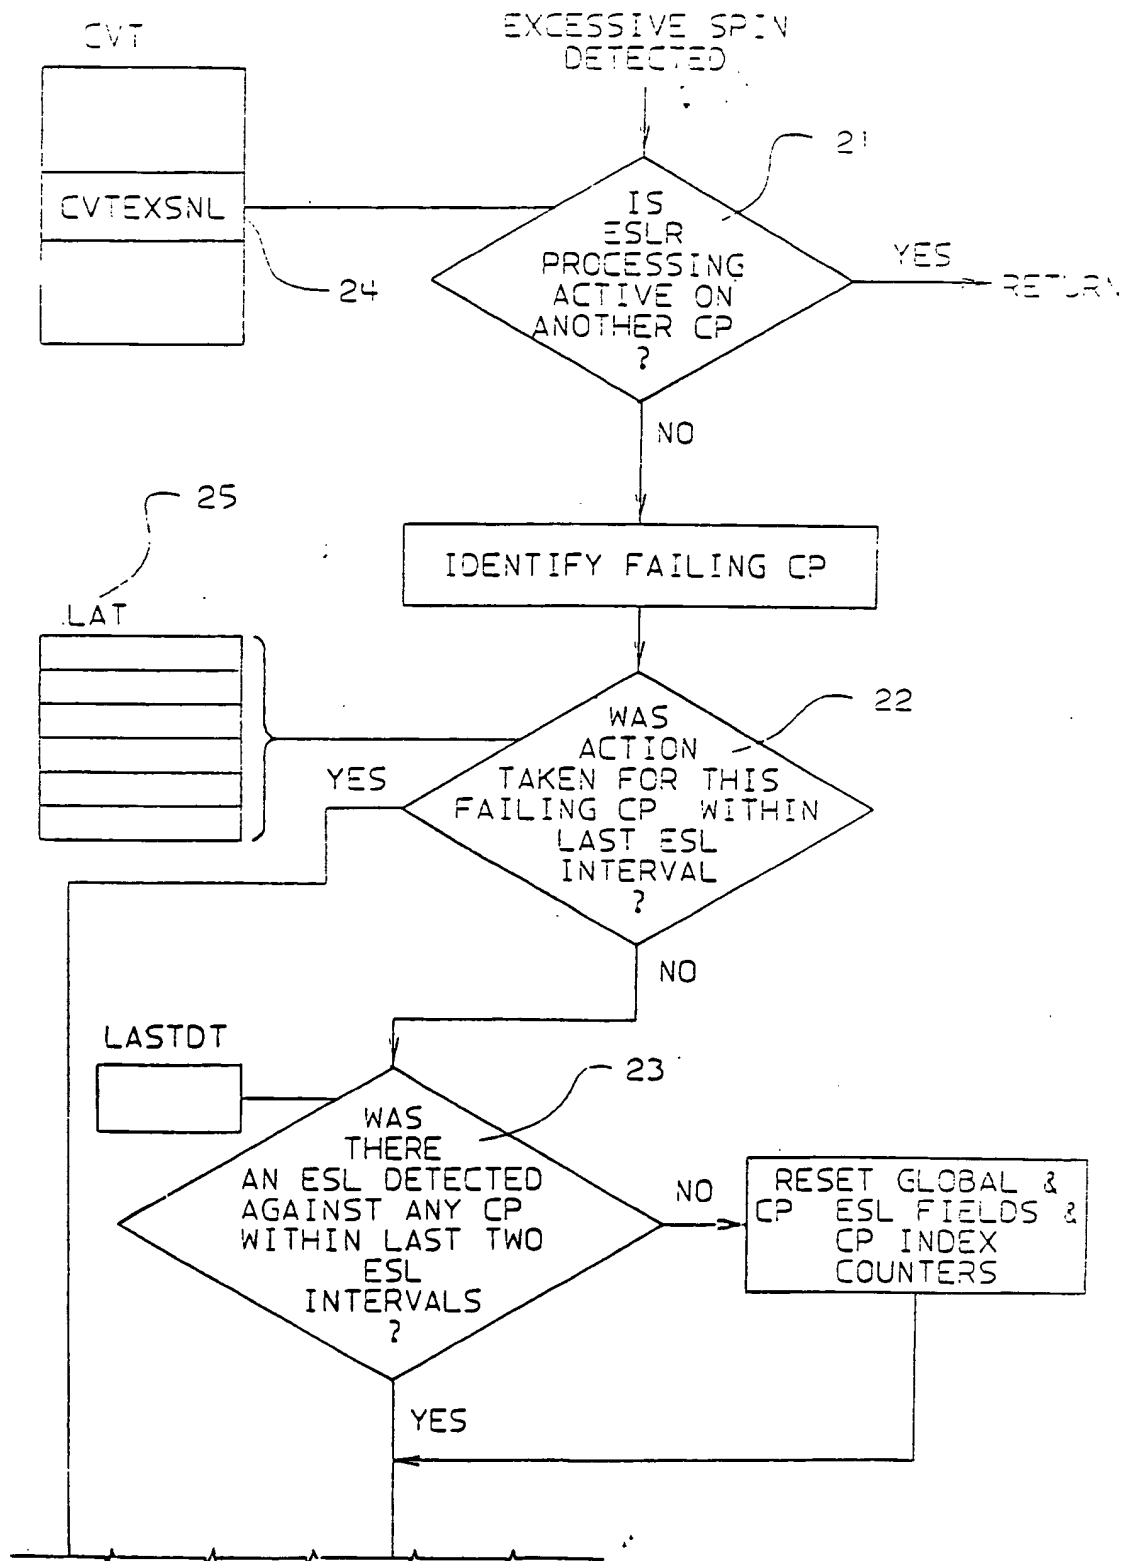 CVT
EXCESSIVE SPIN
DETECTED
21
CVTEXSNL
24
IS
ESLR
PROCESSING
ACTIVE ON
ANOTHER CP
?
YES
RETURN
NO
25
IDENTIFY FAILING CP
LAT
22
WAS
ACTION
TAKEN FOR THIS
FAILING CP WITHIN
LAST ESL
INTERVAL
?
YES
NO
LASTDT
23
WAS
THERE
AN ESL DETECTED
AGAINST ANY CP
WITHIN LAST TWO
ESL
INTERVALS
?
NO
RESET GLOBAL &
CP ESL FIELDS &
CP INDEX
COUNTERS
YES